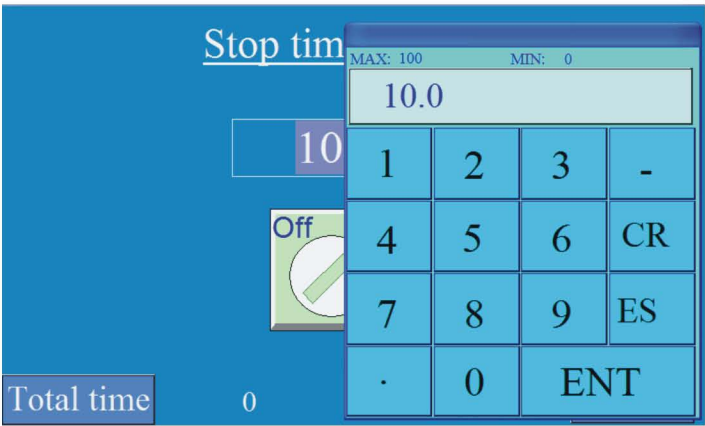 Stop tim
MAX: 100 MIN: 0
10.0
10
1 2 3 -
Off
4 5 6 CR
7 8 9 ES
. 0 ENT
Total time 0